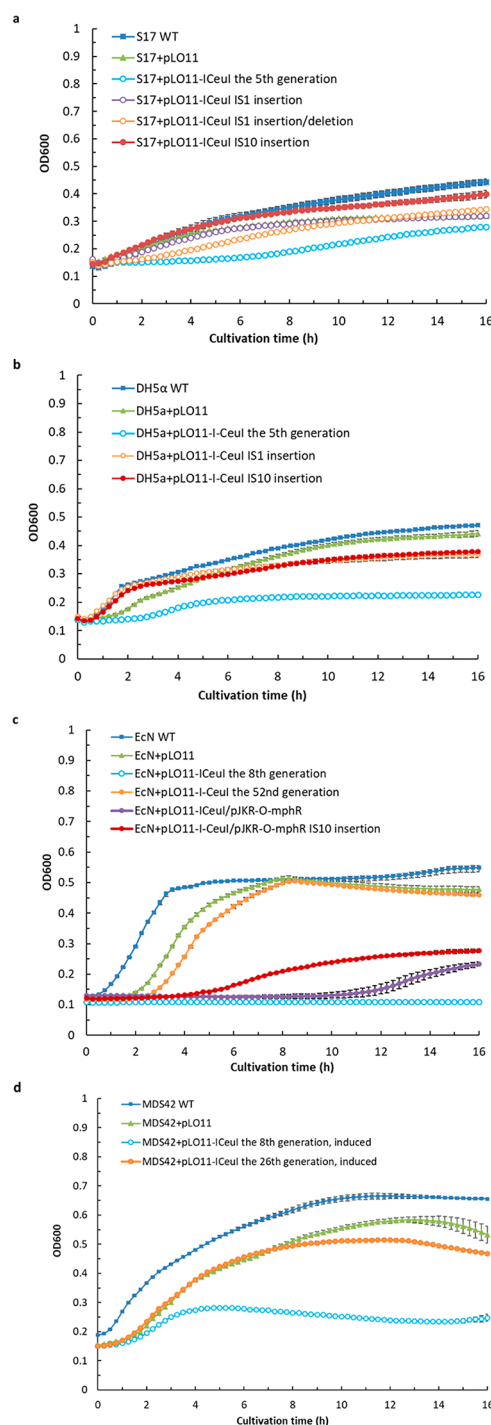 a
S17 WT
S17+pLO11
S17+pLO11-ICeuI the 5th generation
S17+pLO11-ICeuI IS1 insertion
S17+pLO11-ICeuI IS1 insertion/deletion
S17+pLO11-ICeuI IS10 insertion
OD600
1
0.9
0.8
0.7
0.6
0.5
0.4
0.3
0.2
0.1
0
0 2 4 6 8 10 12 14 16
Cultivation time (h)
b
DH5α WT
DH5a+pLO11
DH5a+pLO11-I-CeuI the 5th generation
DH5a+pLO11-I-CeuI IS1 insertion
DH5a+pLO11-I-CeuI IS10 insertion
OD600
1
0.9
0.8
0.7
0.6
0.5
0.4
0.3
0.2
0.1
0
0 2 4 6 8 10 12 14 16
Cultivation time (h)
c
EcN WT
EcN+pLO11
EcN+pLO11-ICeuI the 8th generation
EcN+pLO11-I-CeuI the 52nd generation
EcN+pLO11-ICeuI/pJKR-O-mphR
EcN+pLO11-I-CeuI/pJKR-O-mphR IS10 insertion
OD600
1
0.9
0.8
0.7
0.6
0.5
0.4
0.3
0.2
0.1
0
0 2 4 6 8 10 12 14 16
Cultivation time (h)
d
MDS42 WT
MDS42+pLO11
MDS42+pLO11-ICeuI the 8th generation, induced
MDS42+pLO11-ICeuI the 26th generation, induced
OD600
1
0.9
0.8
0.7
0.6
0.5
0.4
0.3
0.2
0.1
0
0 2 4 6 8 10 12 14 16
Cultivation time (h)